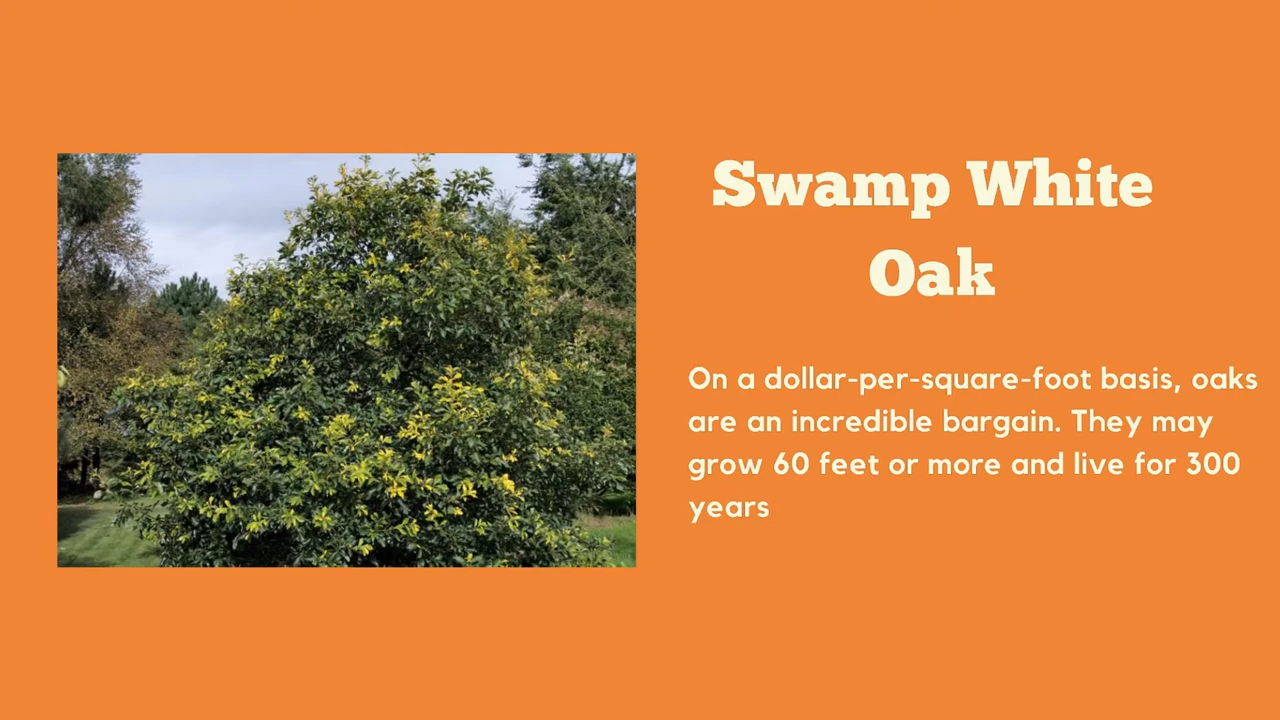 Swamp White
Oak
On a dollar-per-square-foot basis, oaks
are an incredible bargain. They may
grow 60 feet or more and live for 300
years